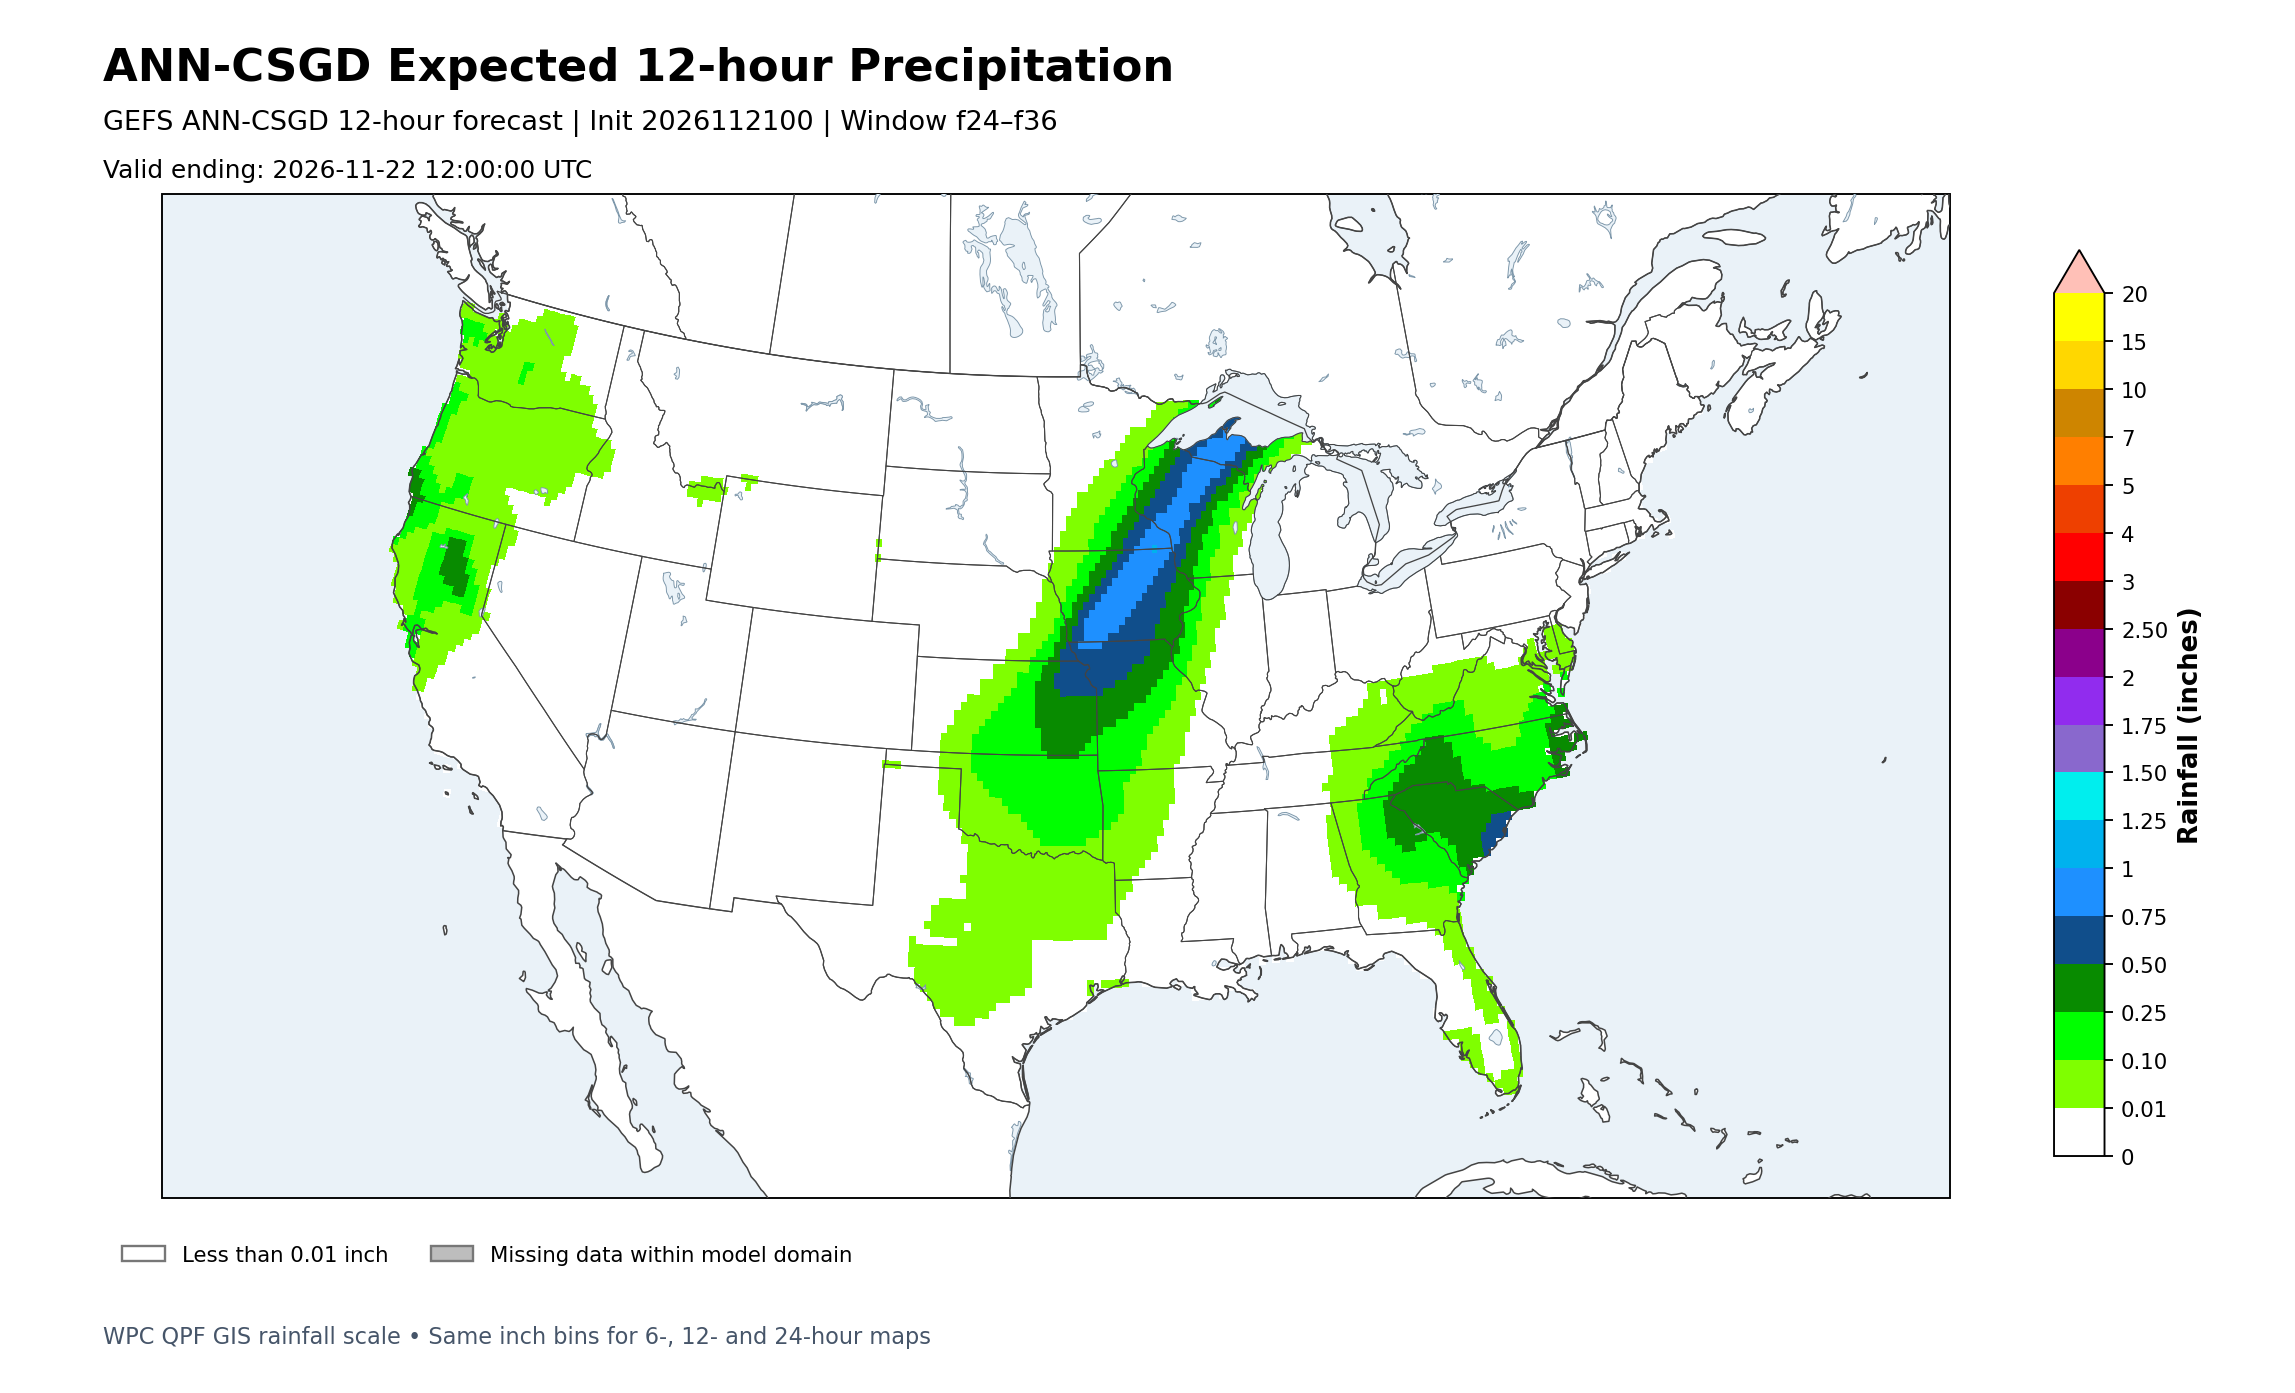 ANN-CSGD Expected 12-hour Precipitation
GEFS ANN-CSGD 12-hour forecast | Init 2026112100 | Window f24–f36
Valid ending: 2026-11-22 12:00:00 UTC
20
15
10
7
5
4
3
2.50
2
1.75
1.50
1.25
1
0.75
0.50
0.25
0.10
0.01
0
Rainfall (inches)
Less than 0.01 inch
Missing data within model domain
WPC QPF GIS rainfall scale • Same inch bins for 6-, 12- and 24-hour maps